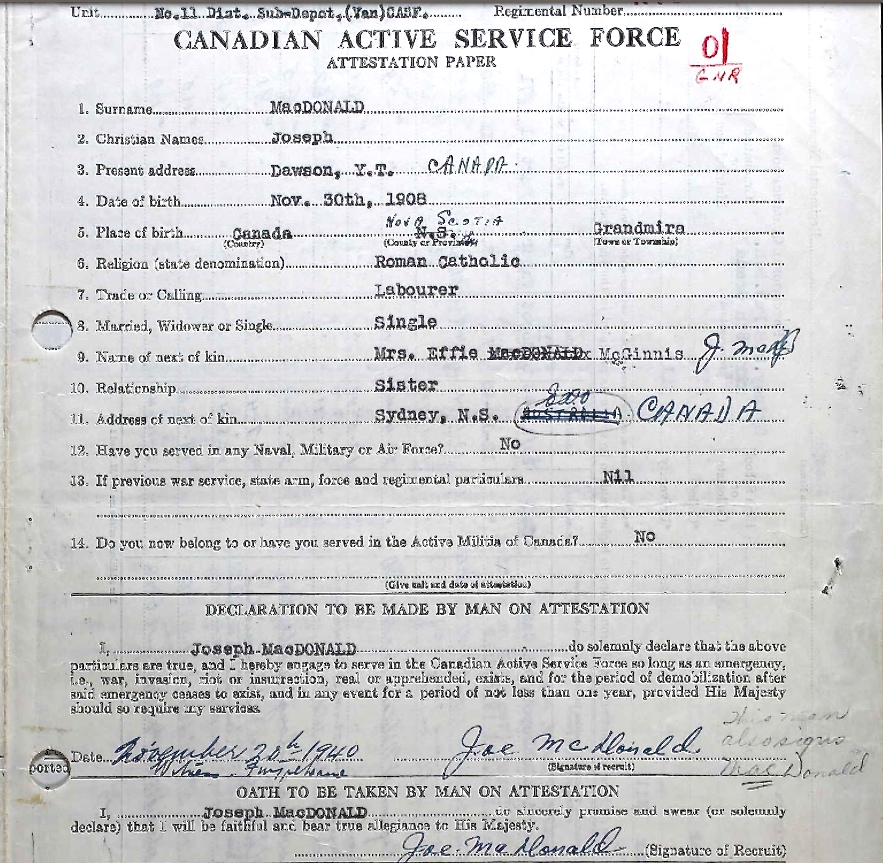 Unit No.11 Dist. Sub-Depot, (Van) CASF. Regimental Number
CANADIAN ACTIVE SERVICE FORCE
01
GNR
ATTESTATION PAPER
1. Surname MacDONALD
2. Christian Names Joseph
3. Present address Dawson, Y.T. CANADA
4. Date of birth Nov. 30th, 1908
NOVA SCOTIA
5. Place of birth Canada N.S. Grandmira
(Country) (County or Province) (Town or Township)
6. Religion (state denomination) Roman Catholic
7. Trade or Calling Labourer
8. Married, Widower or Single Single
9. Name of next of kin Mrs. Effie MacDONALDx McGinnis
10. Relationship Sister
11. Address of next of kin Sydney, N.S. AUSTRALIA CANADA
12. Have you served in any Naval, Military or Air Force? No
13. If previous war service, state arm, force and regimental particulars Nil
14. Do you now belong to or have you served in the Active Militia of Canada? No
(Give unit and date of attestation)
DECLARATION TO BE MADE BY MAN ON ATTESTATION
I, Joseph MacDONALD do solemnly declare that the above
particulars are true, and I hereby engage to serve in the Canadian Active Service Force so long as an emergency,
i.e., war, invasion, riot or insurrection, real or apprehended, exists, and for the period of demobilization after
said emergency ceases to exist, and in any event for a period of not less than one year, provided His Majesty
should so require my services.
This man
also signs
MacDonald
Date November 20th 1940 Joe McDonald
Witness (Signature of recruit)
ported
OATH TO BE TAKEN BY MAN ON ATTESTATION
I, Joseph MacDONALD do sincerely promise and swear (or solemnly
declare) that I will be faithful and bear true allegiance to His Majesty.
Joe MacDonald (Signature of Recruit)